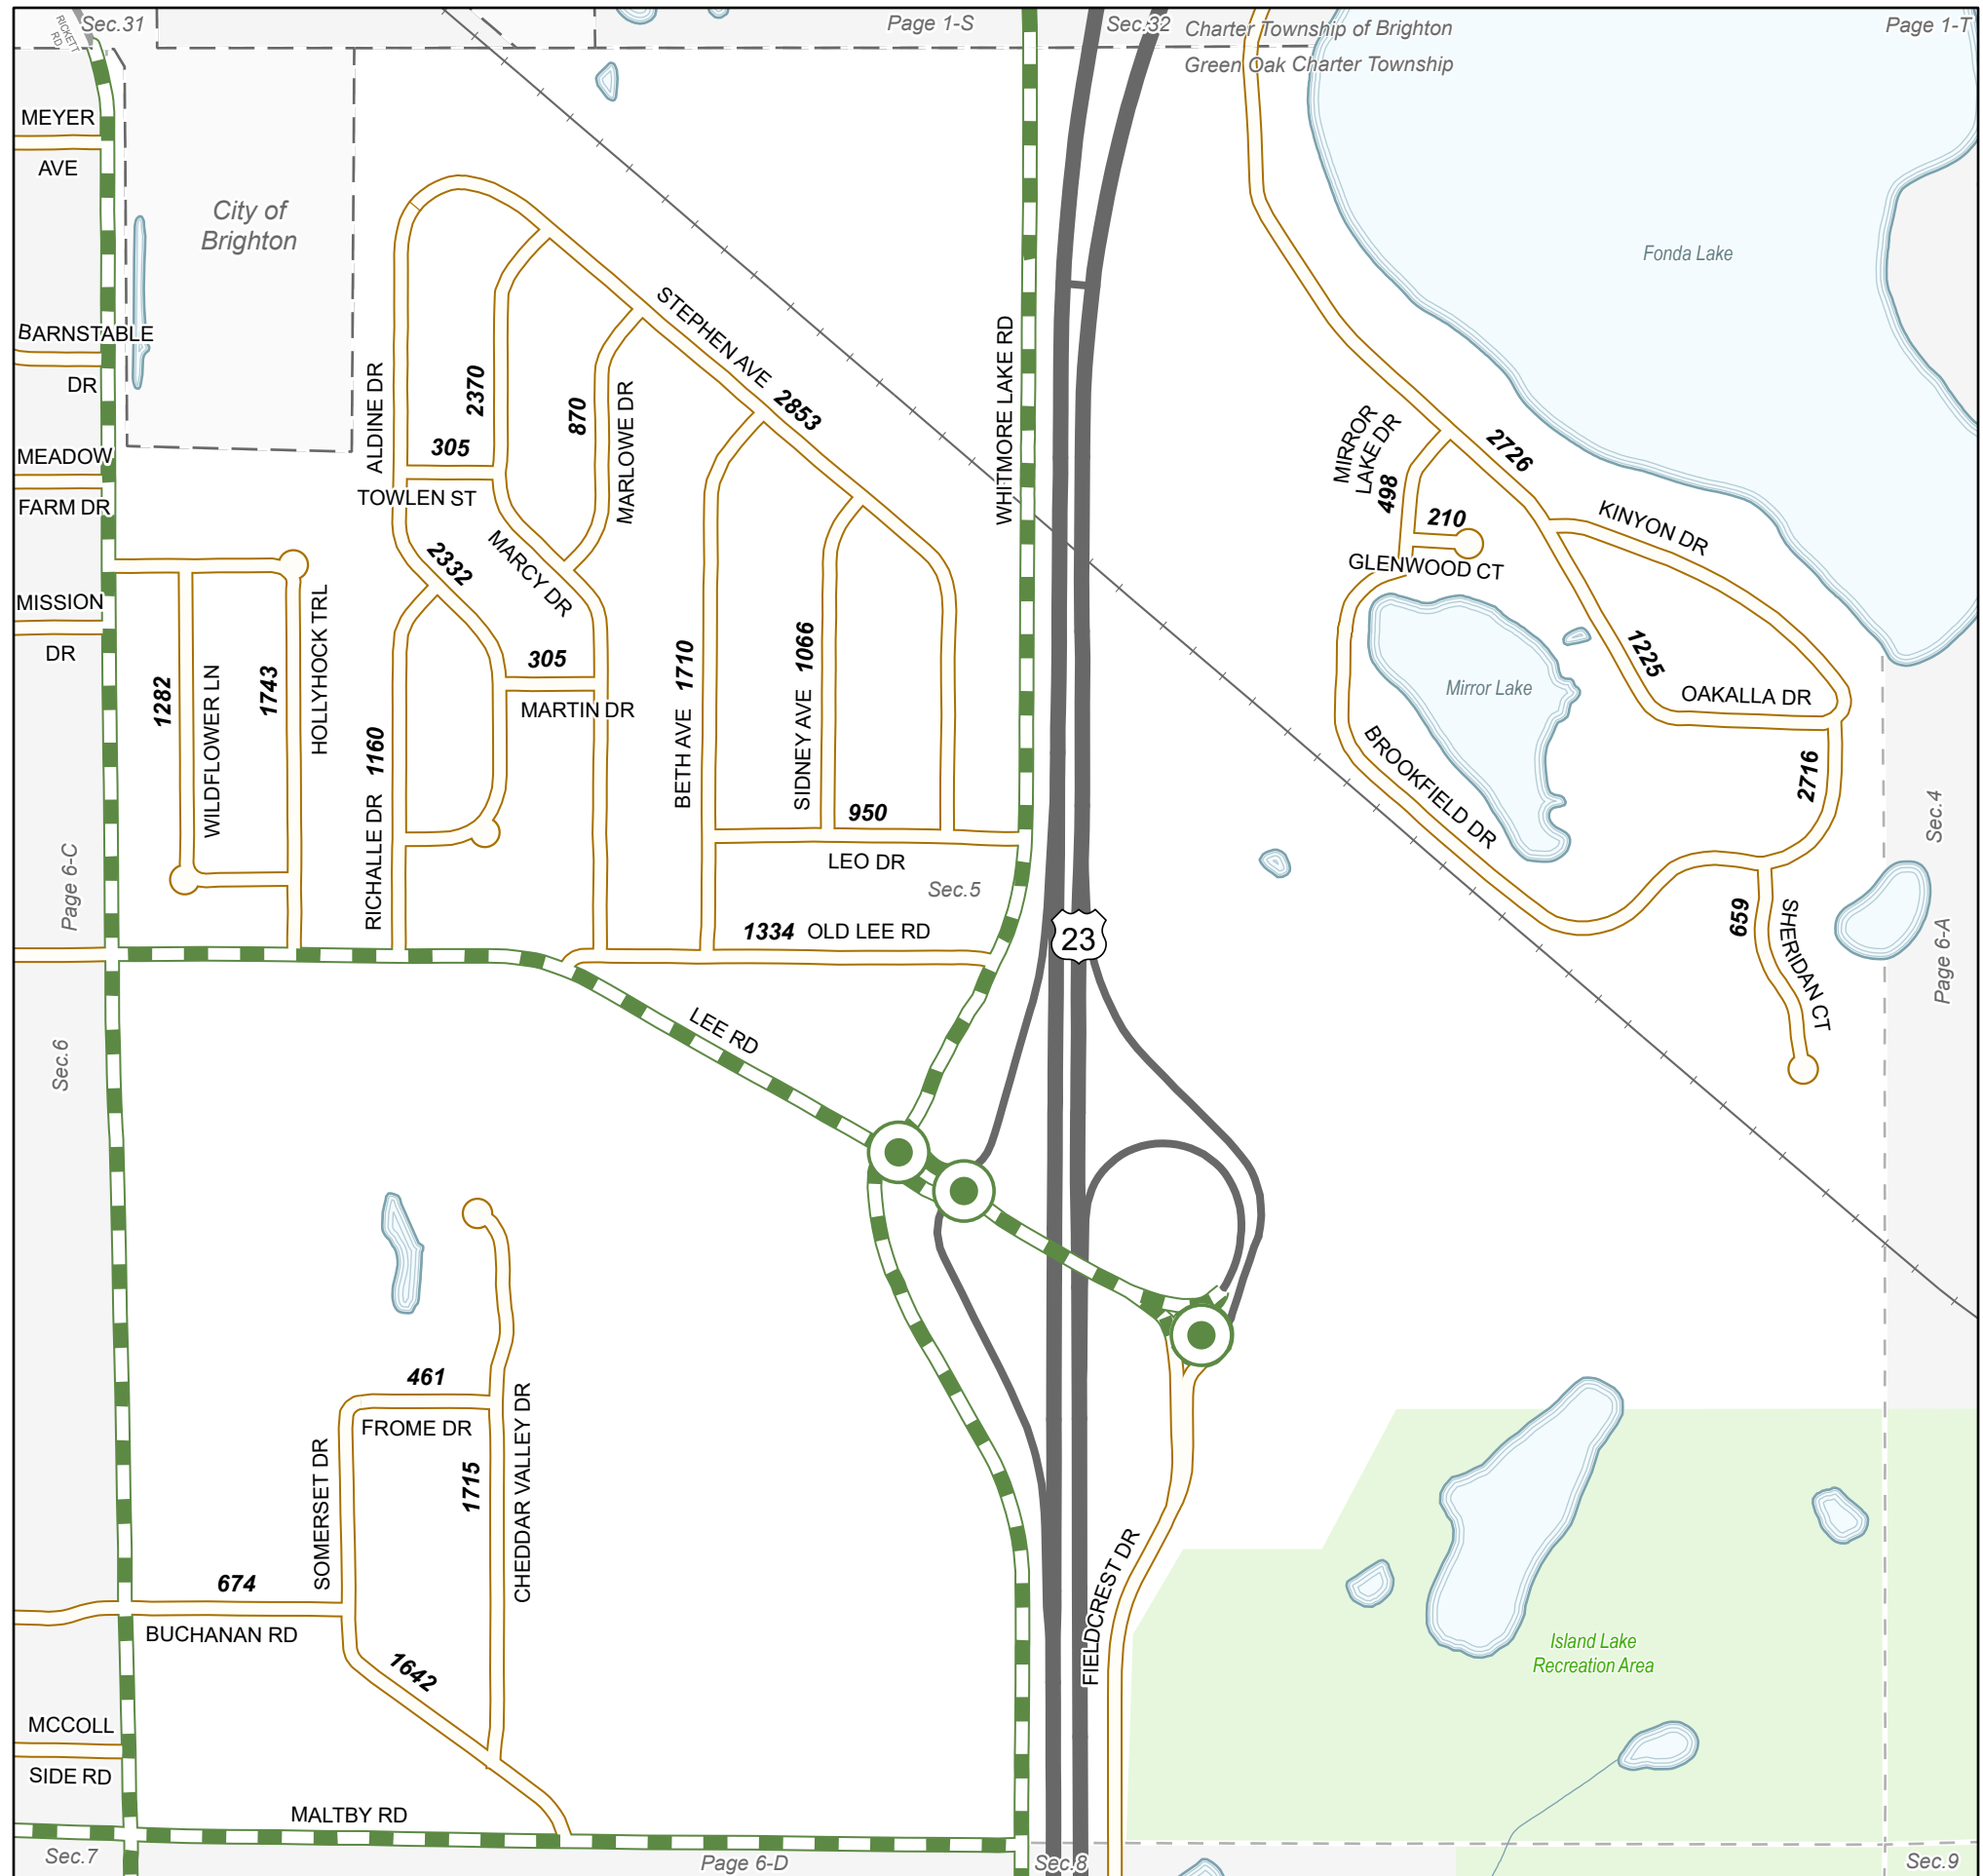 Sec.31
Page 1-S
Sec.32
Charter Township of Brighton
Page 1-T
RICKETT
RD
Green Oak Charter Township
MEYER
AVE
City of
Brighton
Fonda Lake
BARNSTABLE
DR
STEPHEN AVE
2853
WHITMORE LAKE RD
ALDINE DR
2370
870
MARLOWE DR
305
TOWLEN ST
MEADOW
FARM DR
MIRROR
LAKE DR
498
2726
210
GLENWOOD CT
KINYON DR
2332
MARCY DR
MISSION
DR
HOLLYHOCK TRL
1743
1282
WILDFLOWER LN
305
MARTIN DR
BETH AVE 1710
SIDNEY AVE 1066
1225
Mirror Lake
OAKALLA DR
2716
BROOKFIELD DR
RICHALLE DR 1160
950
LEO DR
Sec.5
Sec.4
Page 6-C
1334 OLD LEE RD
23
659
SHERIDAN CT
Page 6-A
LEE RD
Sec.6
461
FROME DR
SOMERSET DR
1715
CHEDDAR VALLEY DR
674
BUCHANAN RD
1642
FIELDCREST DR
Island Lake
Recreation Area
MCCOLL
SIDE RD
MALTBY RD
Sec.7
Page 6-D
Sec.8
Sec.9